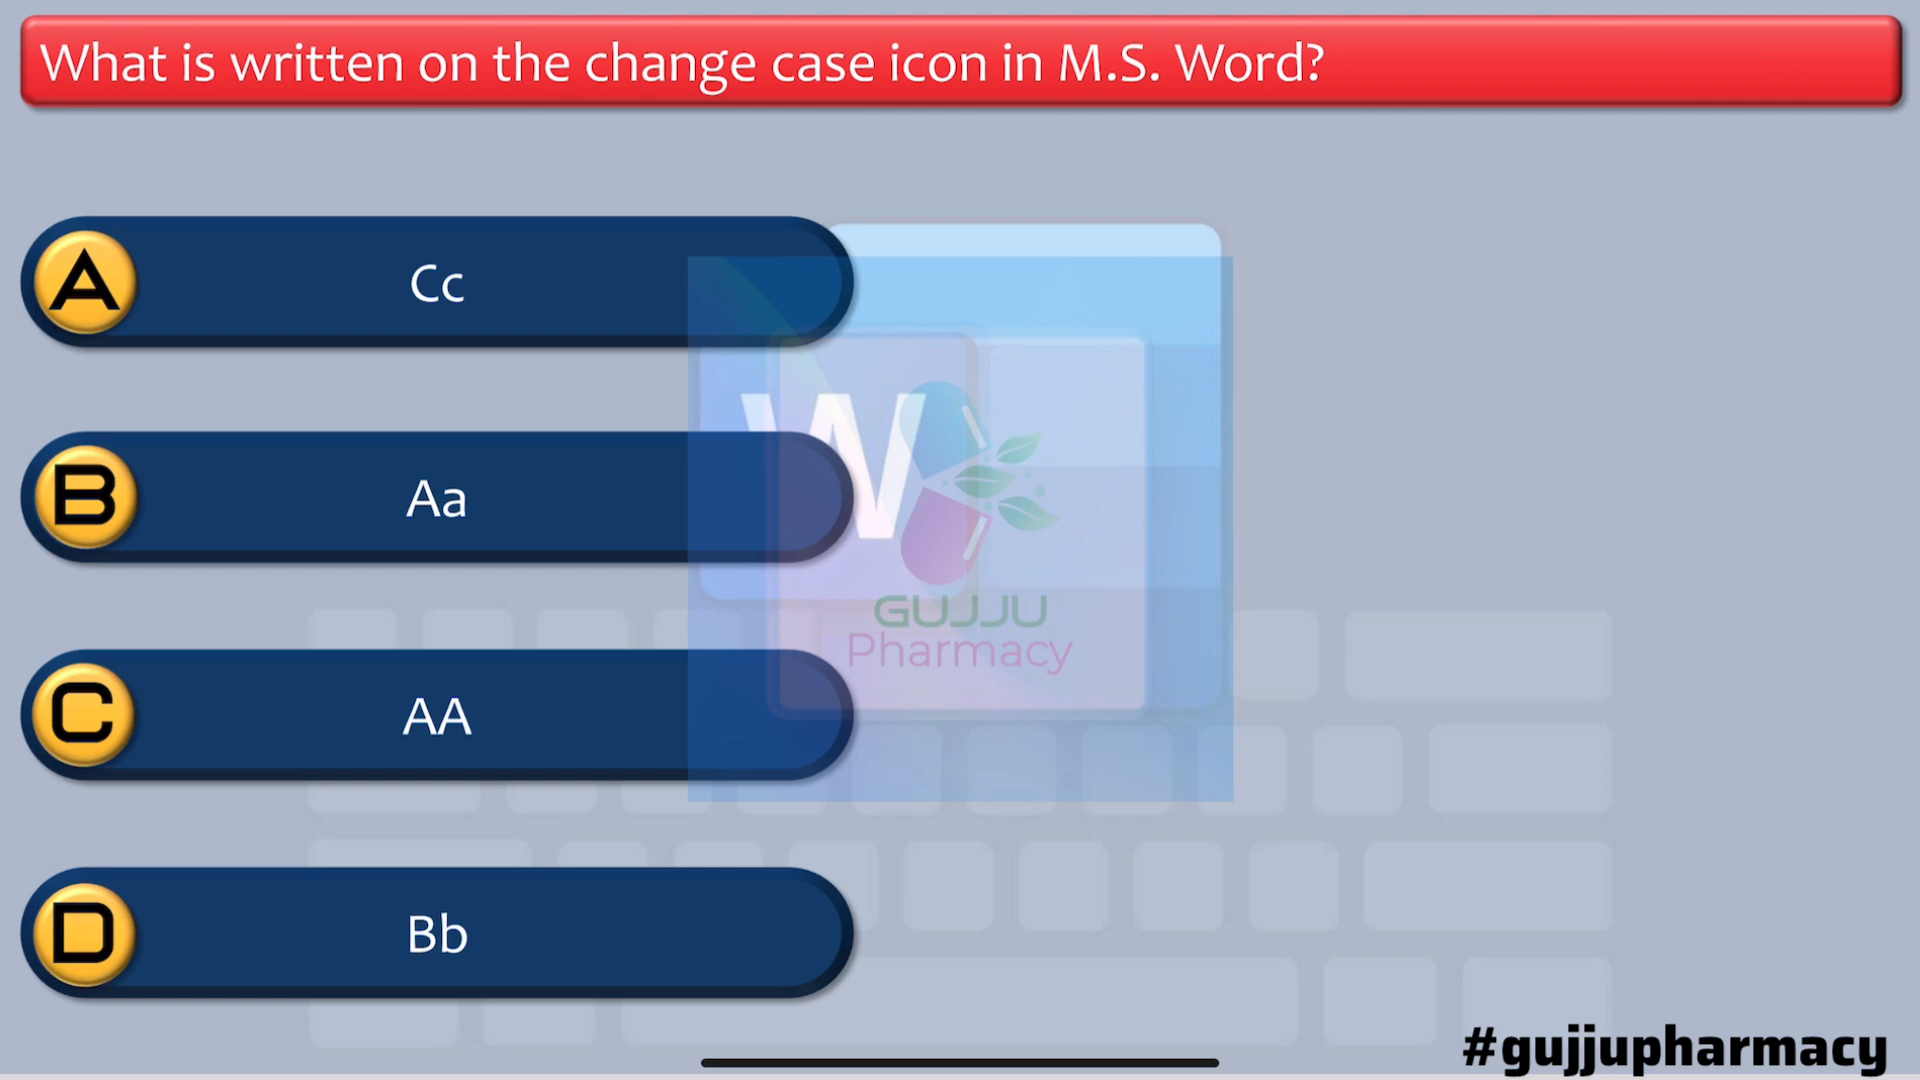 What is written on the change case icon in M.S. Word?
A Cc
B Aa
C AA
D Bb
W
GUJJU
Pharmacy
#gujjupharmacy